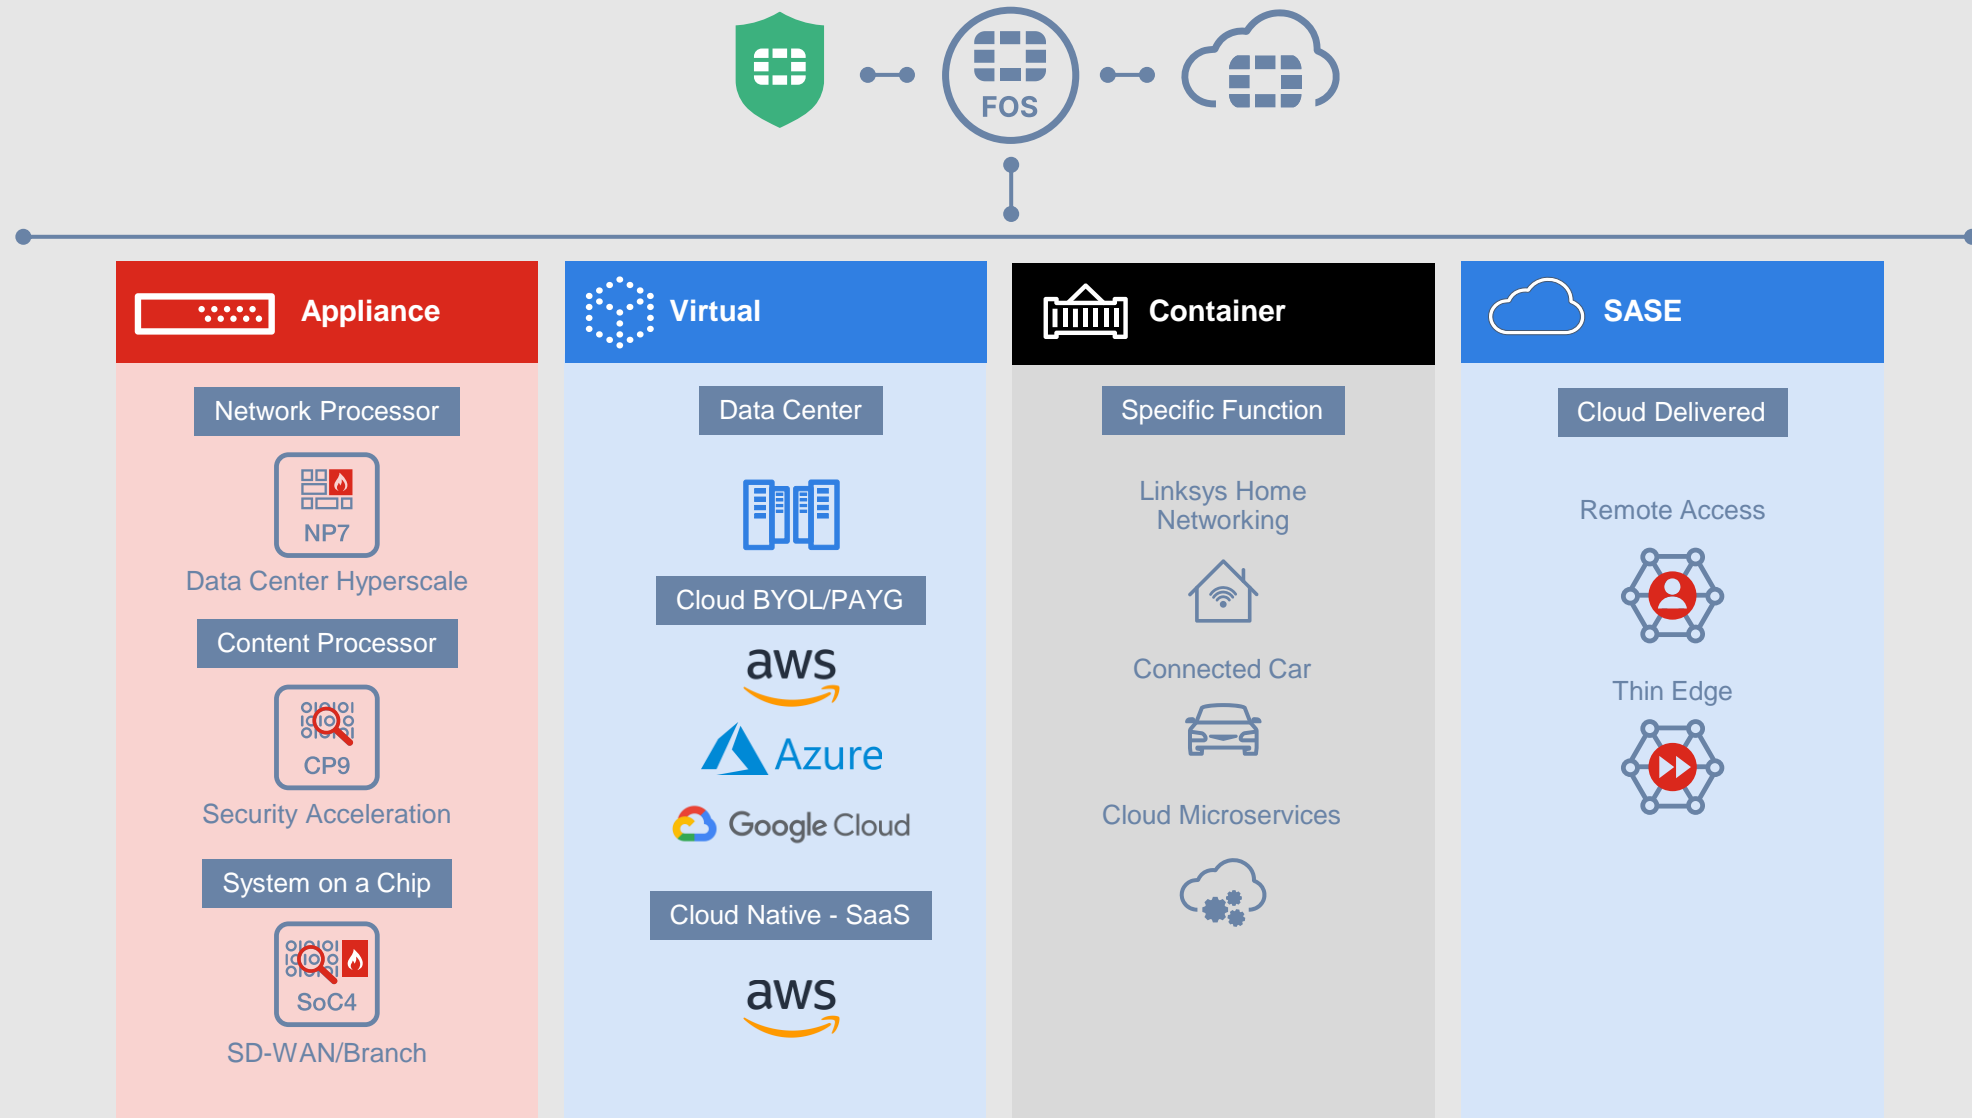 FOS
Appliance
Network Processor
NP7
Data Center Hyperscale
Content Processor
CP9
Security Acceleration
System on a Chip
SoC4
SD-WAN/Branch
Virtual
Data Center
Cloud BYOL/PAYG
aws
Azure
Google Cloud
Cloud Native - SaaS
aws
Container
Specific Function
Linksys Home
Networking
Connected Car
Cloud Microservices
SASE
Cloud Delivered
Remote Access
Thin Edge